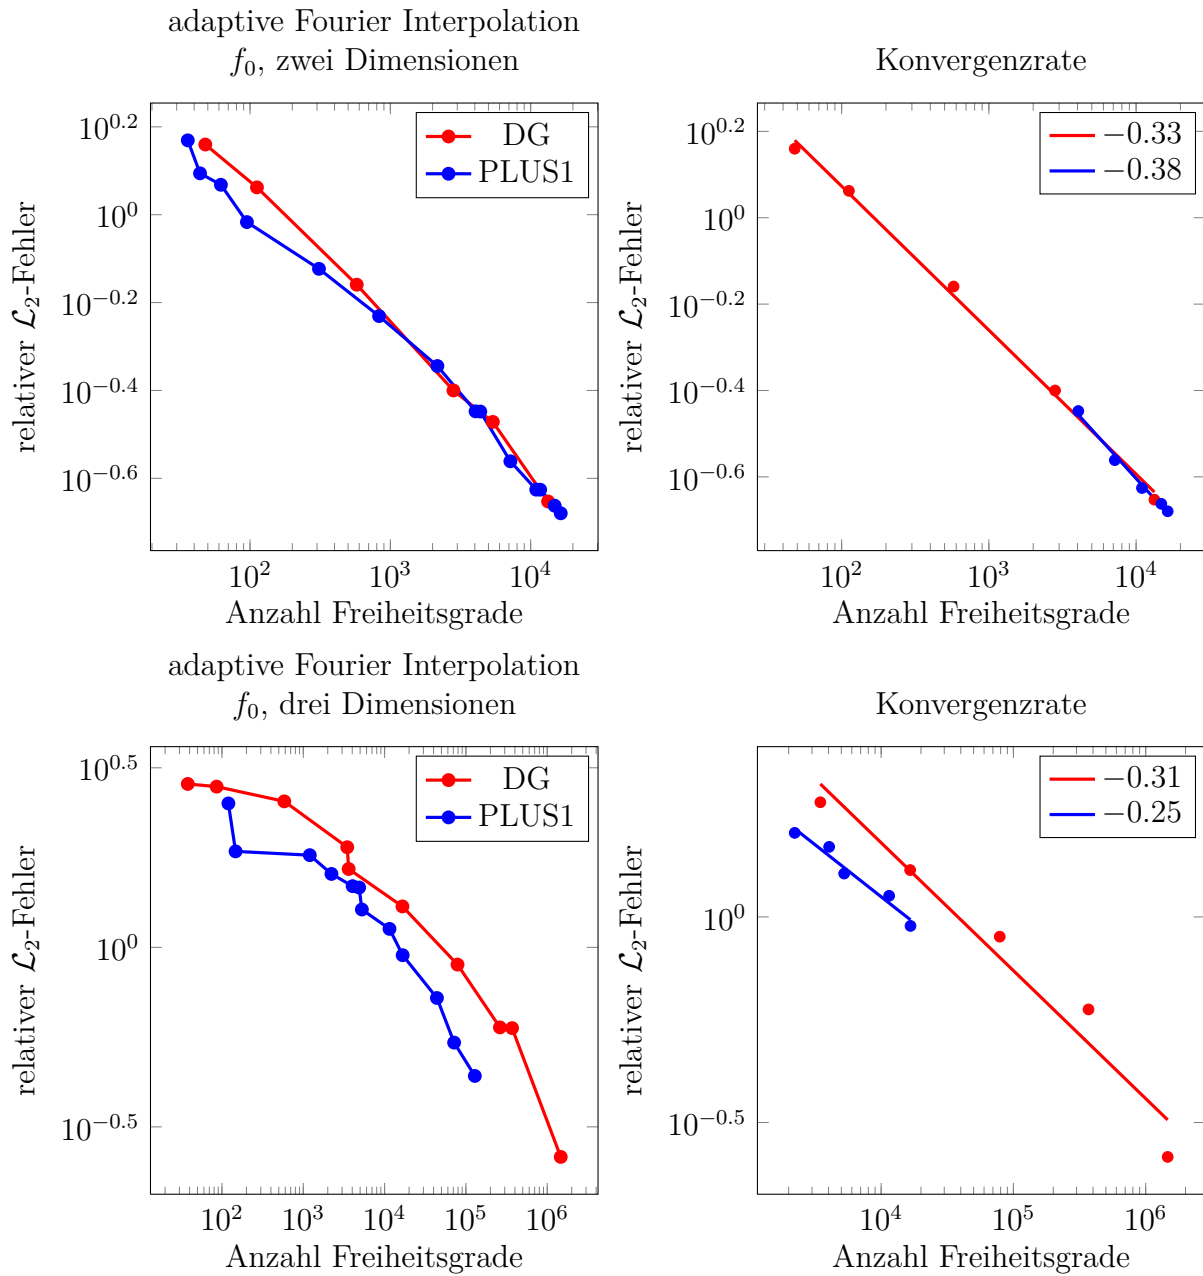 adaptive Fourier Interpolation
f₀, zwei Dimensionen
DG
PLUS1
10^0.2
10^0
10^−0.2
10^−0.4
10^−0.6
relativer 𝓛₂-Fehler
10^2
10^3
10^4
Anzahl Freiheitsgrade
Konvergenzrate
−0.33
−0.38
10^0.2
10^0
10^−0.2
10^−0.4
10^−0.6
relativer 𝓛₂-Fehler
10^2
10^3
10^4
Anzahl Freiheitsgrade
adaptive Fourier Interpolation
f₀, drei Dimensionen
DG
PLUS1
10^0.5
10^0
10^−0.5
relativer 𝓛₂-Fehler
10^2
10^3
10^4
10^5
10^6
Anzahl Freiheitsgrade
Konvergenzrate
−0.31
−0.25
10^0
10^−0.5
relativer 𝓛₂-Fehler
10^4
10^5
10^6
Anzahl Freiheitsgrade